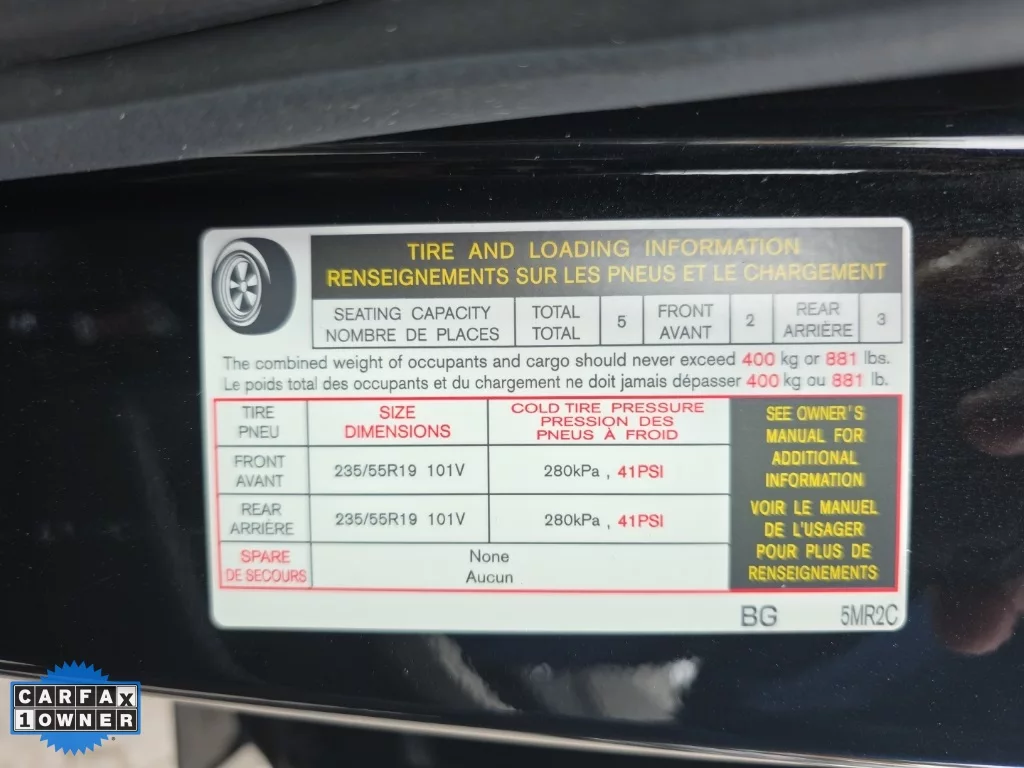 TIRE AND LOADING INFORMATION
RENSEIGNEMENTS SUR LES PNEUS ET LE CHARGEMENT
SEATING CAPACITY TOTAL 5 FRONT 2 REAR 3
NOMBRE DE PLACES TOTAL AVANT ARRIÈRE
The combined weight of occupants and cargo should never exceed 400 kg or 881 lbs.
Le poids total des occupants et du chargement ne doit jamais dépasser 400 kg ou 881 lb.
TIRE
PNEU
SIZE
DIMENSIONS
COLD TIRE PRESSURE
PRESSION DES
PNEUS À FROID
FRONT
AVANT
235/55R19 101V
280kPa , 41PSI
REAR
ARRIÈRE
235/55R19 101V
280kPa , 41PSI
SPARE
DE SECOURS
None
Aucun
SEE OWNER'S
MANUAL FOR
ADDITIONAL
INFORMATION
VOIR LE MANUEL
DE L'USAGER
POUR PLUS DE
RENSEIGNEMENTS
BG 5MR2C
CARFAX
1 OWNER